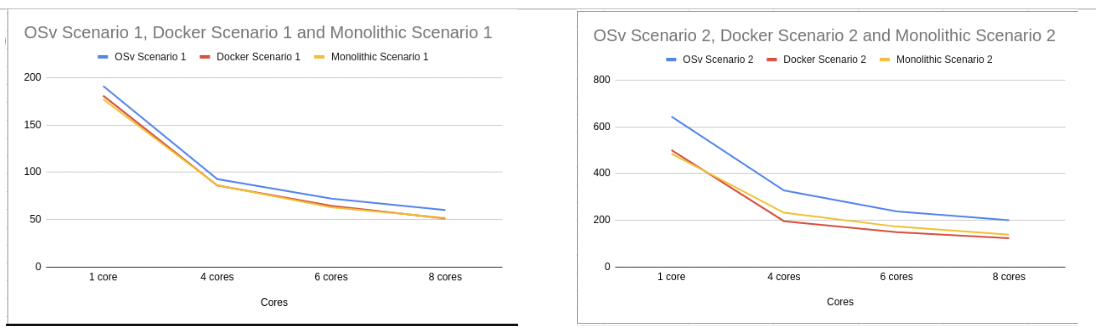 OSv Scenario 1, Docker Scenario 1 and Monolithic Scenario 1
OSv Scenario 1 Docker Scenario 1 Monolithic Scenario 1
200
150
100
50
0
1 core 4 cores 6 cores 8 cores
Cores
OSv Scenario 2, Docker Scenario 2 and Monolithic Scenario 2
OSv Scenario 2 Docker Scenario 2 Monolithic Scenario 2
800
600
400
200
0
1 core 4 cores 6 cores 8 cores
Cores